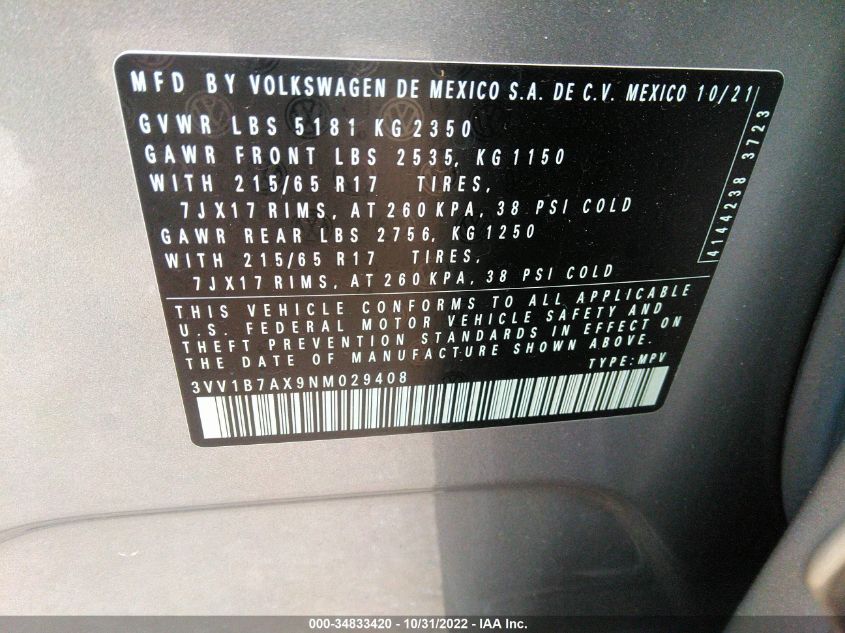 MFD BY VOLKSWAGEN DE MEXICO S.A. DE C.V. MEXICO 10/21
GVWR LBS 5181 KG 2350
GAWR FRONT LBS 2535, KG 1150
WITH 215/65 R17 TIRES,
7JX17 RIMS, AT 260 KPA, 38 PSI COLD
GAWR REAR LBS 2756, KG 1250
WITH 215/65 R17 TIRES,
7JX17 RIMS, AT 260 KPA, 38 PSI COLD
4144238 3723
THIS VEHICLE CONFORMS TO ALL APPLICABLE
U.S. FEDERAL MOTOR VEHICLE SAFETY AND
THEFT PREVENTION STANDARDS IN EFFECT ON
THE DATE OF MANUFACTURE SHOWN ABOVE.
TYPE:MPV
3VV1B7AX9NM029408
000-34833420 - 10/31/2022 - IAA Inc.